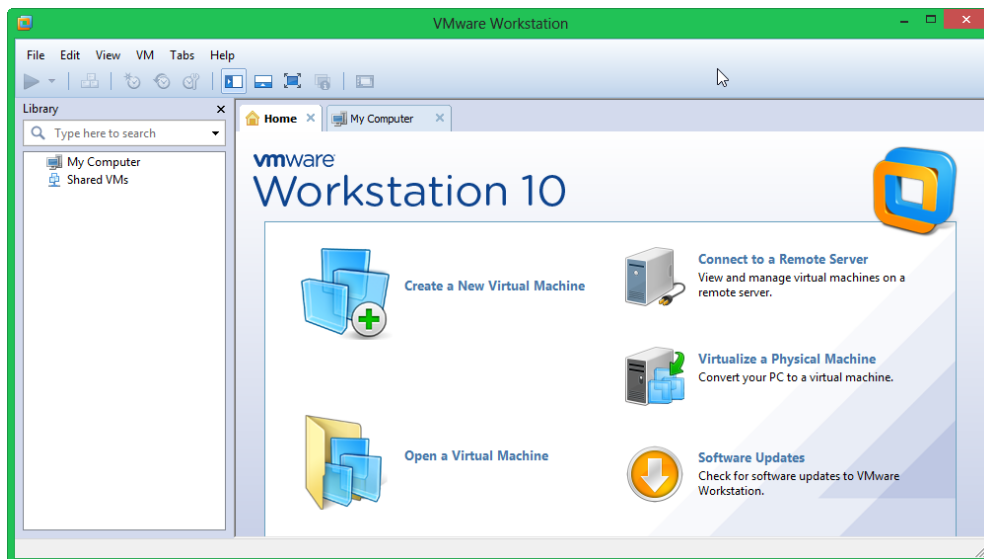 VMware Workstation
File Edit View VM Tabs Help
Library
Type here to search
My Computer
Shared VMs
Home
My Computer
vmware
Workstation 10
Create a New Virtual Machine
Open a Virtual Machine
Connect to a Remote Server
View and manage virtual machines on a
remote server.
Virtualize a Physical Machine
Convert your PC to a virtual machine.
Software Updates
Check for software updates to VMware
Workstation.